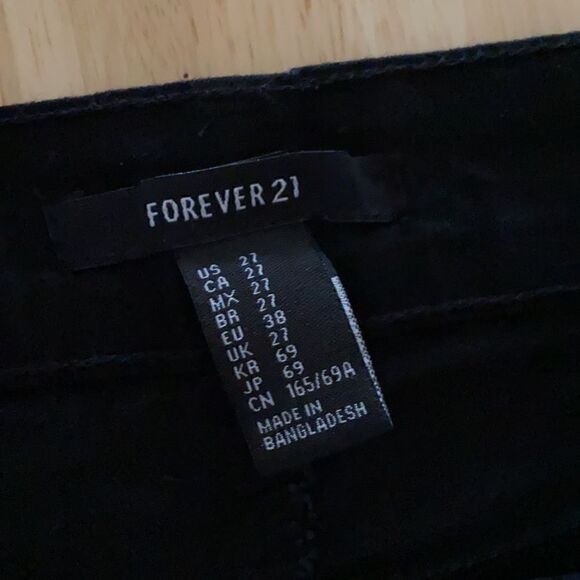 FOREVER 21
US 27
CA 27
MX 27
BR 27
EU 38
UK 27
KR 69
JP 69
CN 165/69A
MADE IN
BANGLADESH